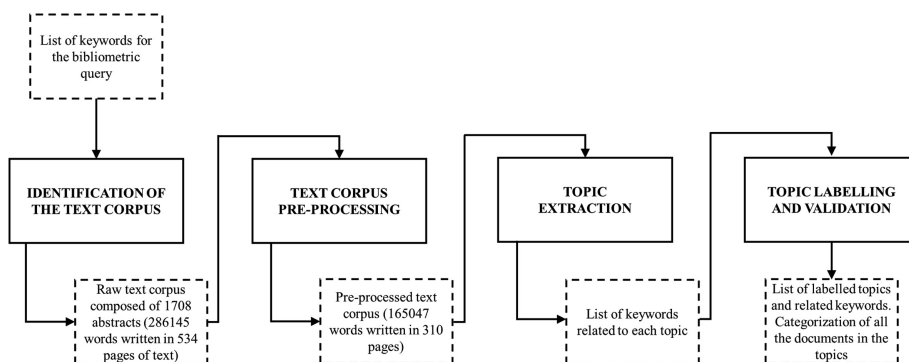 List of keywords for
the bibliometric
query
IDENTIFICATION OF
THE TEXT CORPUS
TEXT CORPUS
PRE-PROCESSING
TOPIC
EXTRACTION
TOPIC LABELLING
AND VALIDATION
Raw text corpus
composed of 1708
abstracts (286145
words written in 534
pages of text)
Pre-processed text
corpus (165047
words written in 310
pages)
List of keywords
related to each topic
List of labelled topics
and related keywords.
Categorization of all
the documents in the
topics